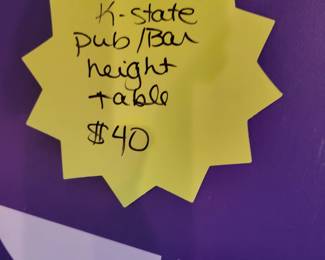 K-state
pub/Bar
height
table
$40